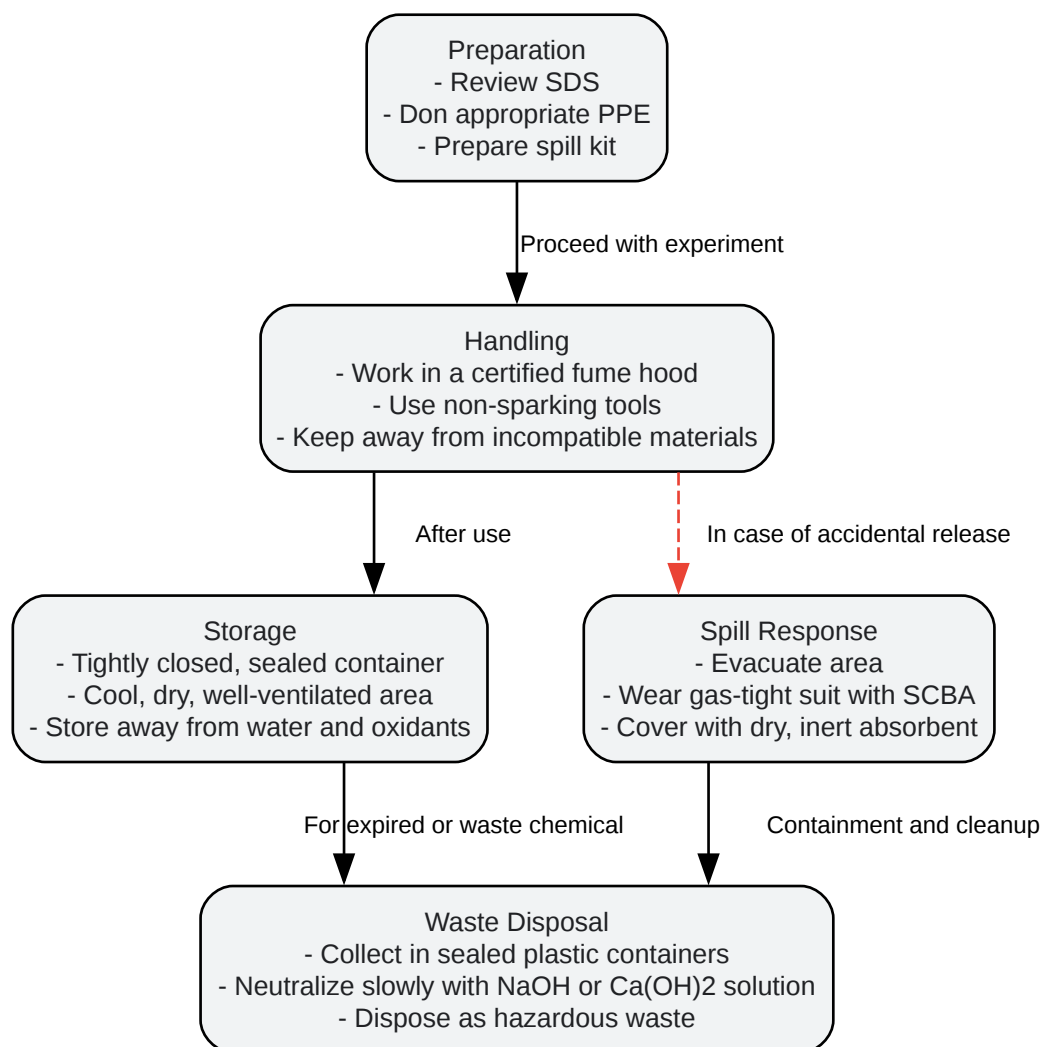 Preparation
- Review SDS
- Don appropriate PPE
- Prepare spill kit
Proceed with experiment
Handling
- Work in a certified fume hood
- Use non-sparking tools
- Keep away from incompatible materials
After use
In case of accidental release
Storage
- Tightly closed, sealed container
- Cool, dry, well-ventilated area
- Store away from water and oxidants
Spill Response
- Evacuate area
- Wear gas-tight suit with SCBA
- Cover with dry, inert absorbent
For expired or waste chemical
Containment and cleanup
Waste Disposal
- Collect in sealed plastic containers
- Neutralize slowly with NaOH or Ca(OH)2 solution
- Dispose as hazardous waste